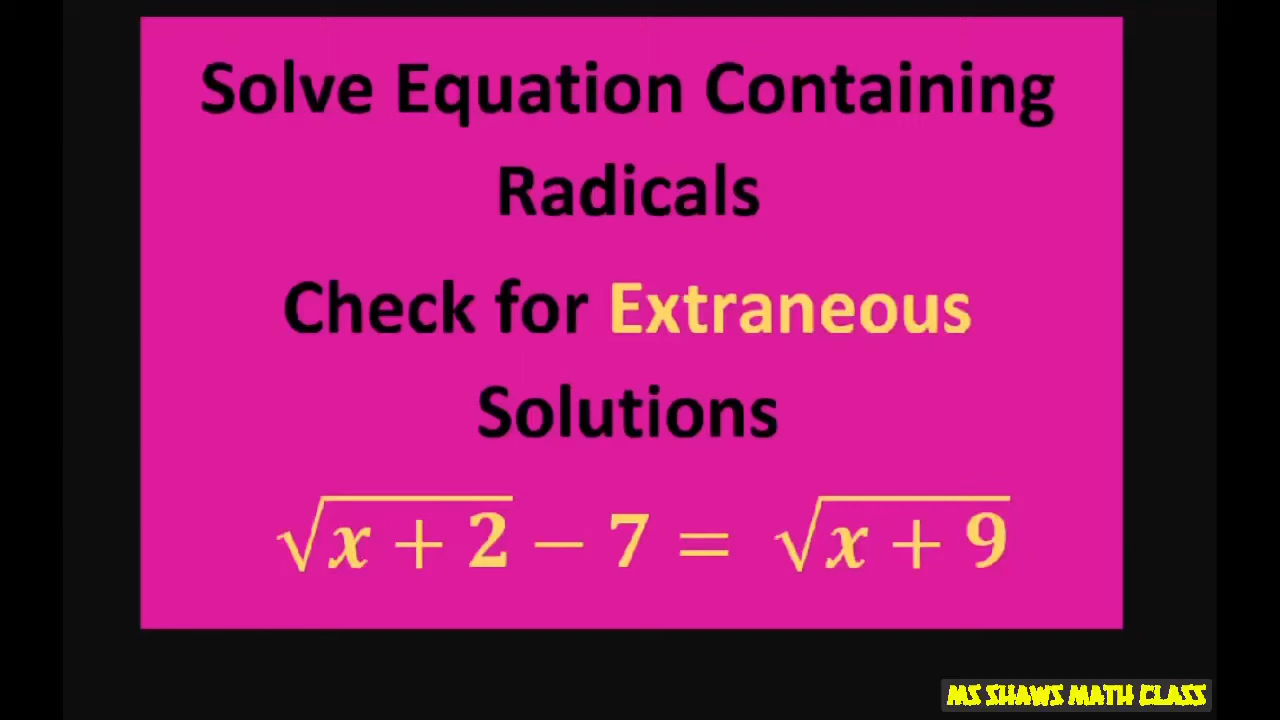 Solve Equation Containing
Radicals
Check for Extraneous
Solutions
√x + 2 − 7 = √x + 9
MS SHAWS MATH CLASS